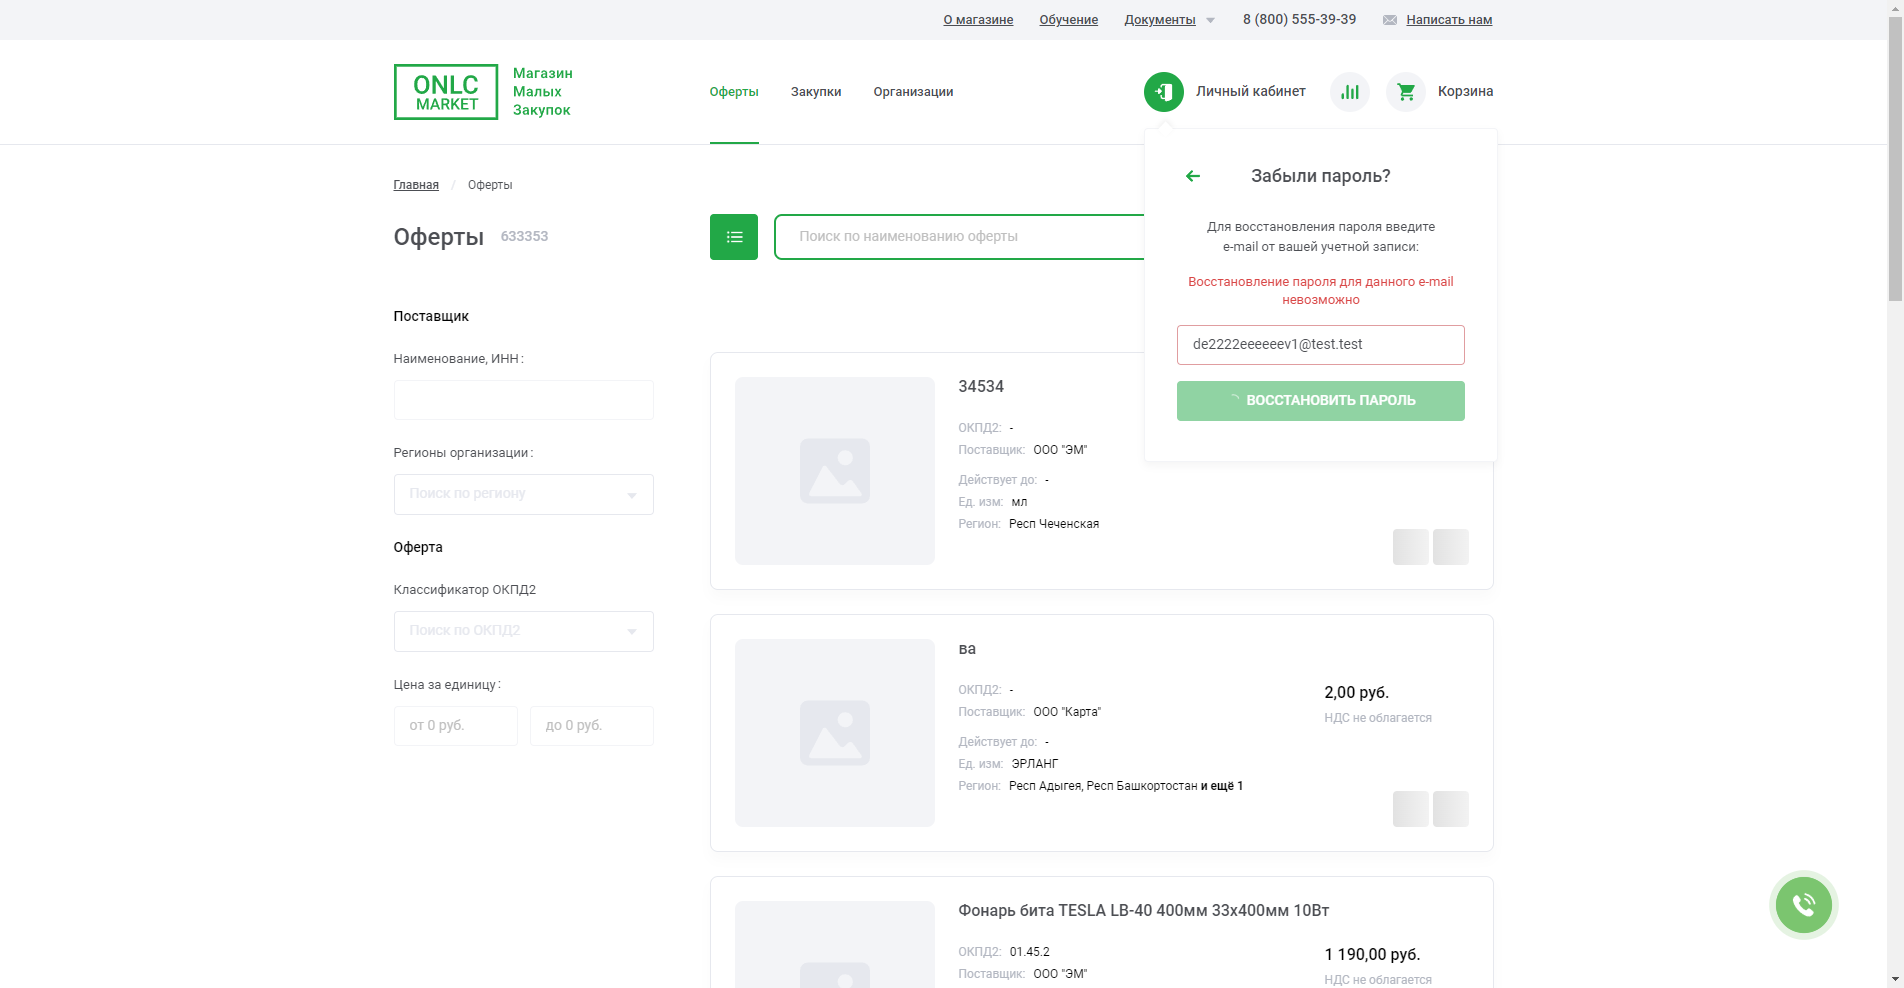 О магазине
Обучение
Документы
8 (800) 555-39-39
Написать нам
ONLC
MARKET
Магазин
Малых
Закупок
Оферты
Закупки
Организации
Личный кабинет
Корзина
Главная / Оферты
Оферты 633353
Поиск по наименованию оферты
Забыли пароль?
Для восстановления пароля введите
e-mail от вашей учетной записи:
Восстановление пароля для данного e-mail
невозможно
de2222eeeeeev1@test.test
ВОССТАНОВИТЬ ПАРОЛЬ
Поставщик
Наименование, ИНН:
Регионы организации:
Поиск по региону
Оферта
Классификатор ОКПД2
Поиск по ОКПД2
Цена за единицу:
от 0 руб.
до 0 руб.
34534
ОКПД2: -
Поставщик: ООО "ЭМ"
Действует до: -
Ед. изм: мл
Регион: Респ Чеченская
ва
ОКПД2: -
Поставщик: ООО "Карта"
Действует до: -
Ед. изм: ЭРЛАНГ
Регион: Респ Адыгея, Респ Башкортостан и ещё 1
2,00 руб.
НДС не облагается
Фонарь бита TESLA LB-40 400мм 33х400мм 10Вт
ОКПД2: 01.45.2
Поставщик: ООО "ЭМ"
1 190,00 руб.
НДС не облагается